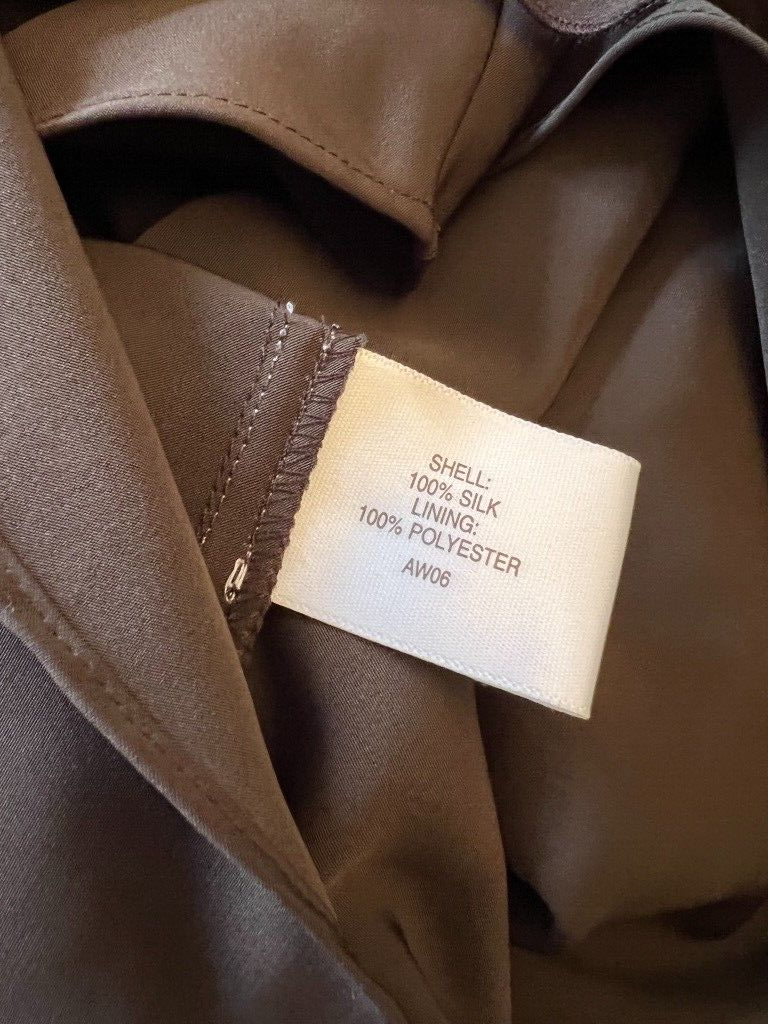 SHELL:
100% SILK
LINING:
100% POLYESTER
AW06